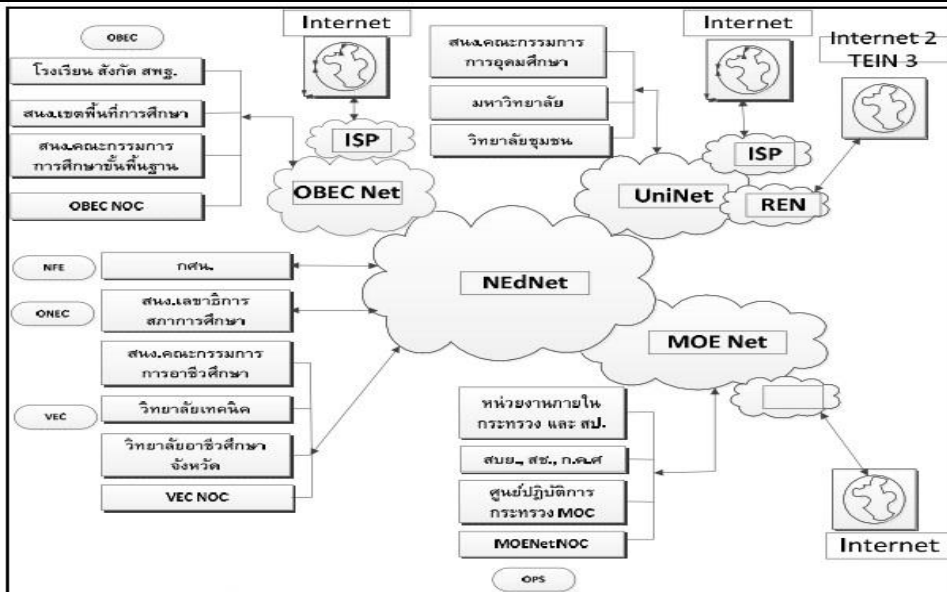 OBEC
โรงเรียน สังกัด สพฐ.
สนง.เขตพื้นที่การศึกษา
สนง.คณะกรรมการ
การศึกษาขั้นพื้นฐาน
OBEC NOC
Internet
ISP
OBEC Net
สนง.คณะกรรมการ
การอุดมศึกษา
มหาวิทยาลัย
วิทยาลัยชุมชน
Internet
Internet 2
TEIN 3
ISP
UniNet
REN
NEdNet
NFE
กศน.
ONEC
สนง.เลขาธิการ
สภาการศึกษา
สนง.คณะกรรมการ
การอาชีวศึกษา
VEC
วิทยาลัยเทคนิค
วิทยาลัยอาชีวศึกษา
จังหวัด
VEC NOC
MOE Net
หน่วยงานภายใน
กระทรวง และ สป.
สบย., สช., ก.ค.ศ
ศูนย์ปฏิบัติการ
กระทรวง MOC
MOENetNOC
OPS
Internet